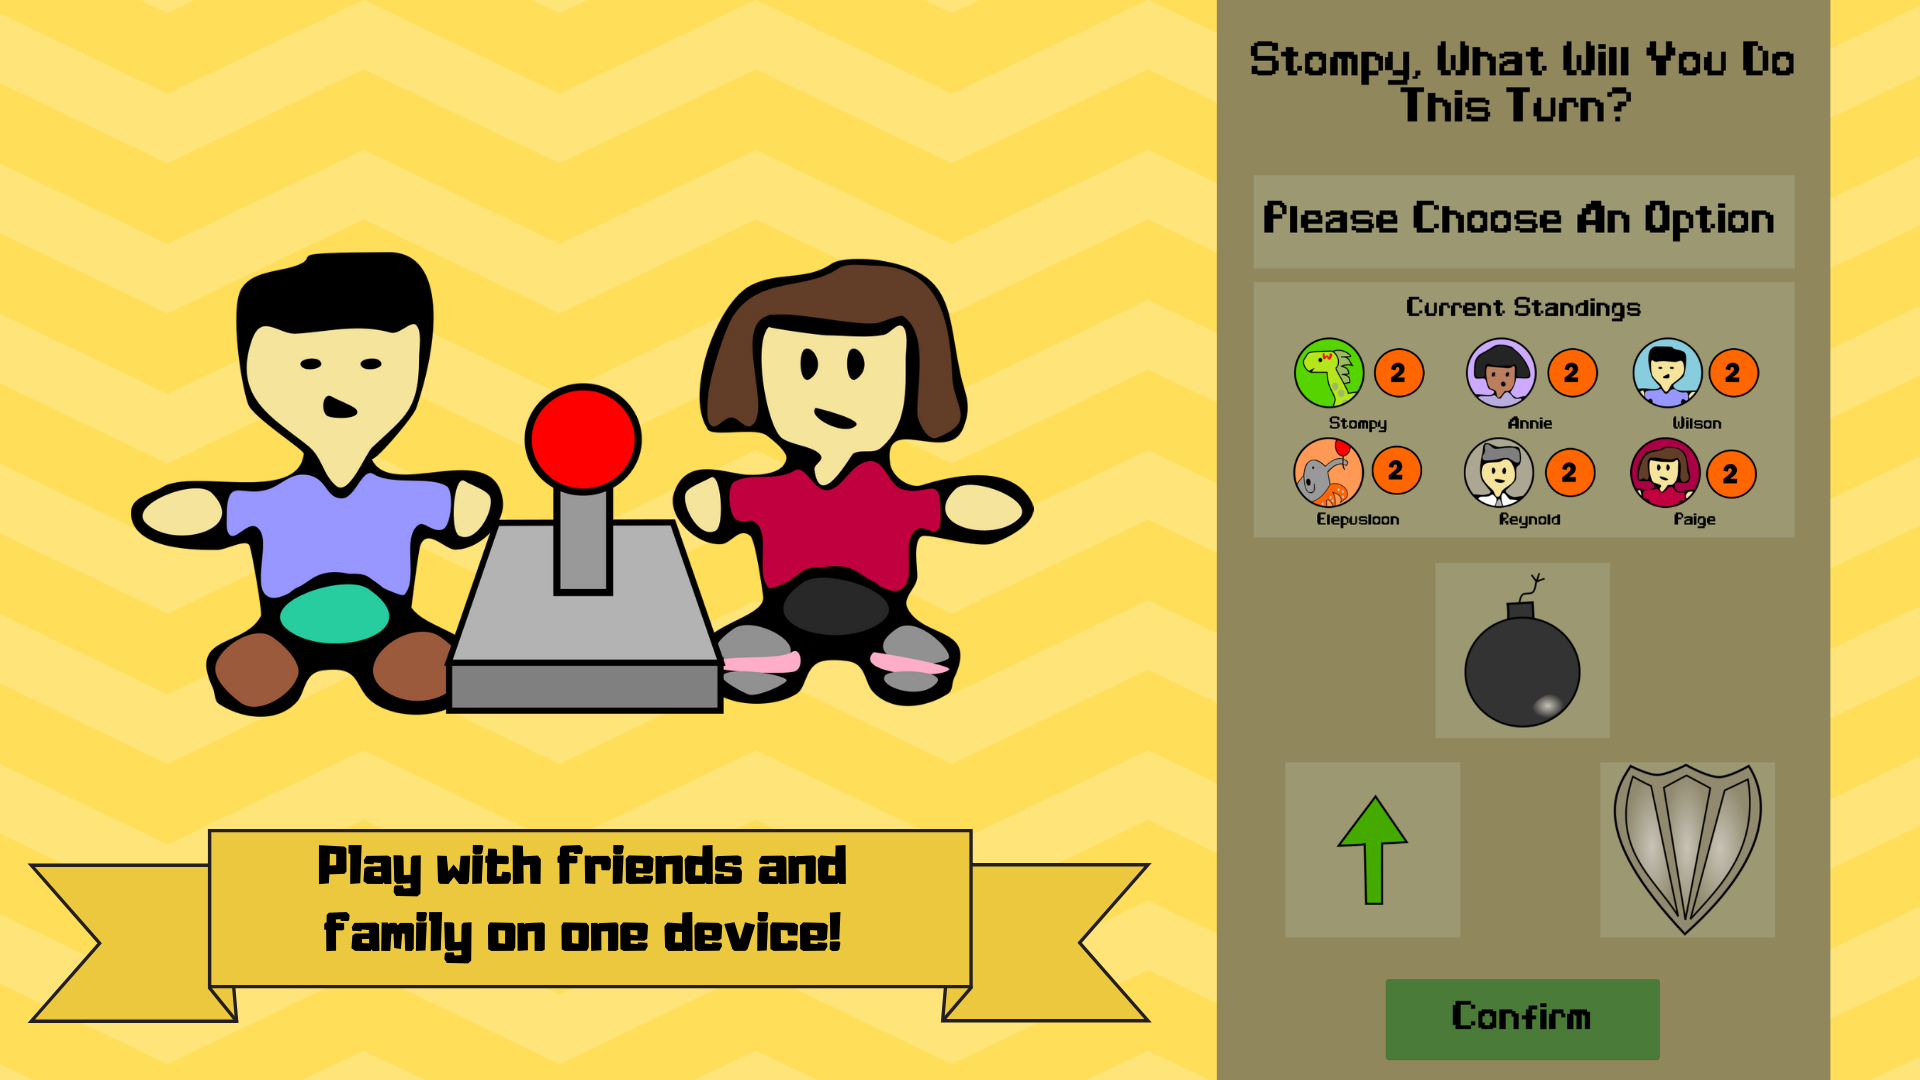 Stompy, What Will You Do
This Turn?
Please Choose An Option
Current Standings
2 2 2
Stompy Annie Wilson
2 2 2
Elepusloon Reynold Paige
Confirm
Play with friends and
family on one device!